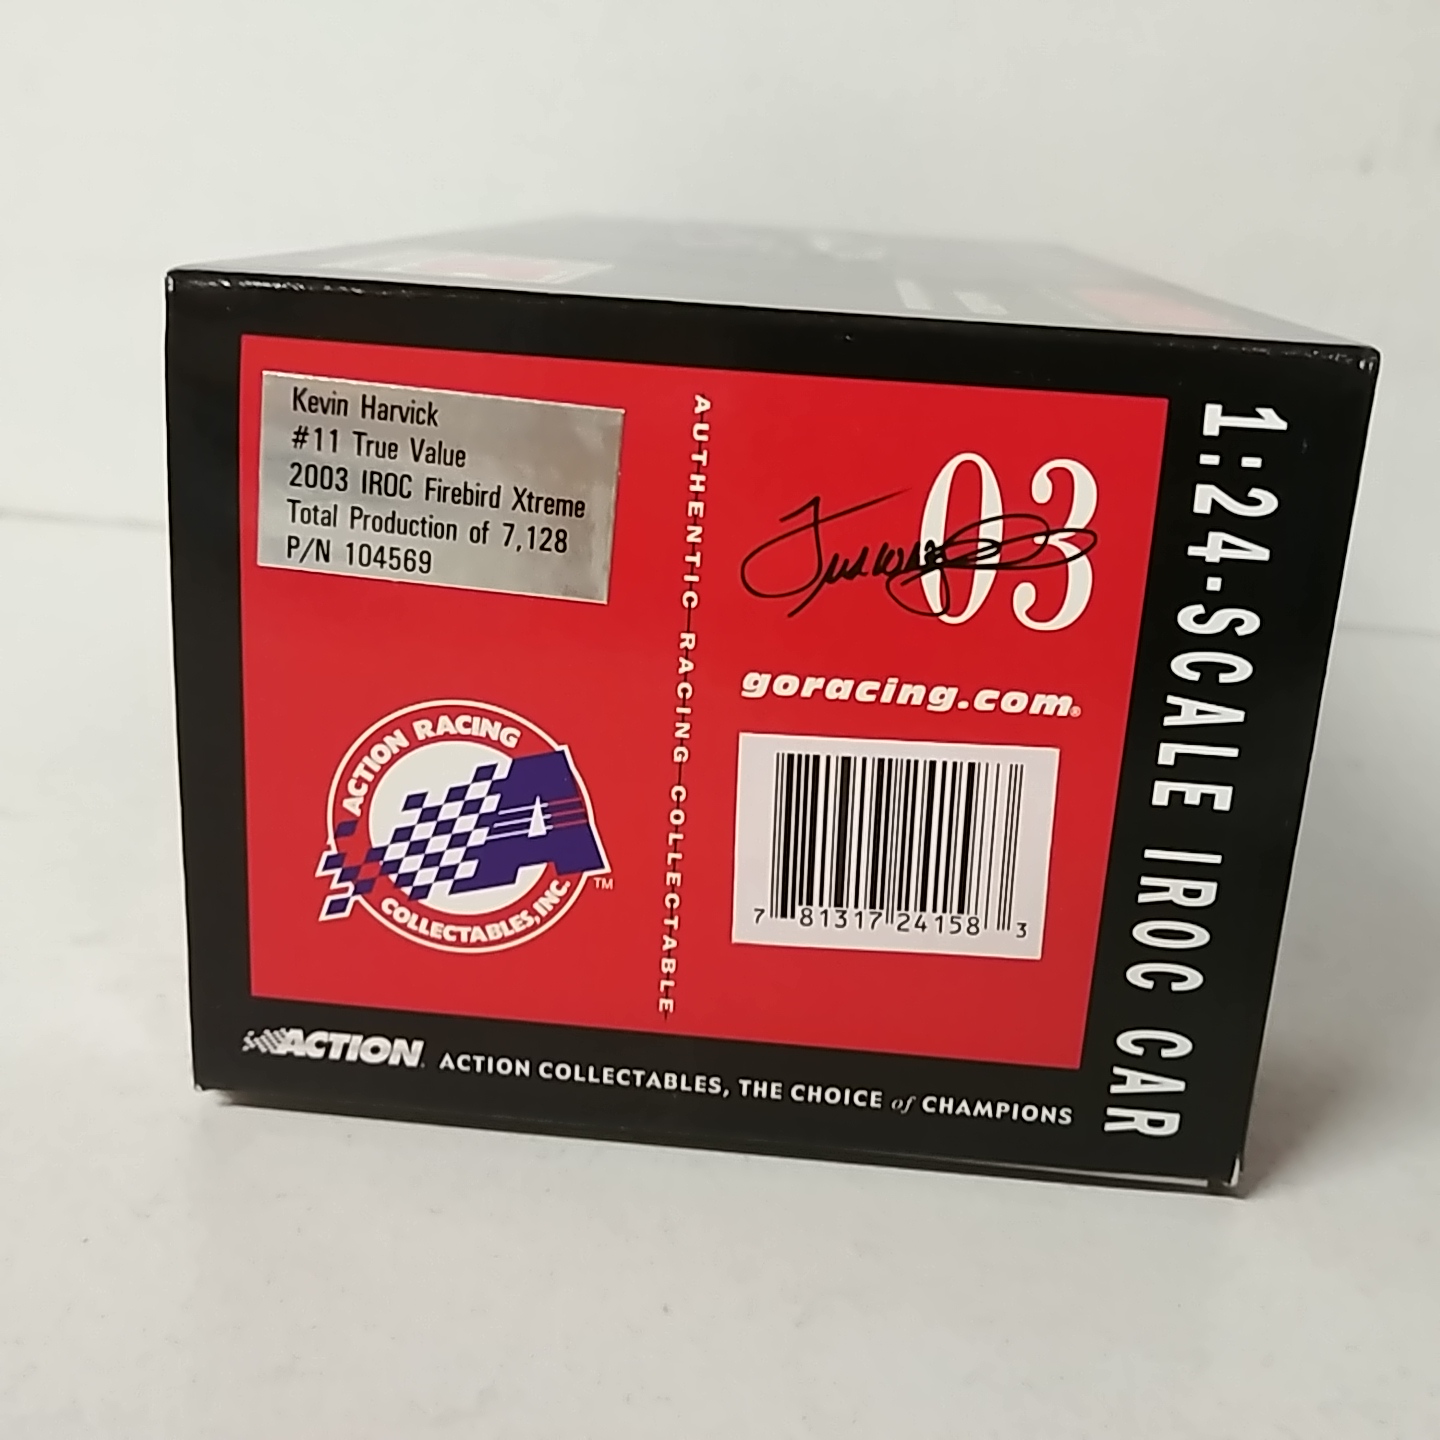 Kevin Harvick
#11 True Value
2003 IROC Firebird Xtreme
Total Production of 7,128
P/N 104569
ACTION RACING
COLLECTABLES, INC.
TM
AUTHENTIC RACING COLLECTABLE
03
goracing.com®
7 81317 24158 3
1:24-SCALE IROC CAR
ACTION. ACTION COLLECTABLES, THE CHOICE of CHAMPIONS